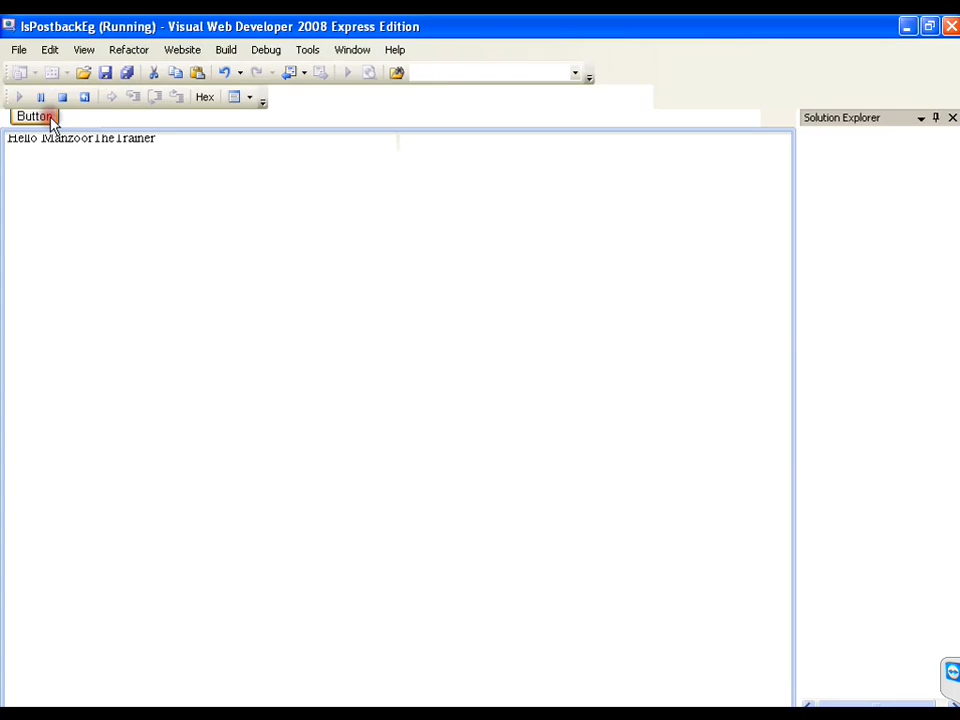 IsPostbackEg (Running) - Visual Web Developer 2008 Express Edition
File Edit View Refactor Website Build Debug Tools Window Help
Hex
Button
Solution Explorer
Hello ManzoorTheTrainer